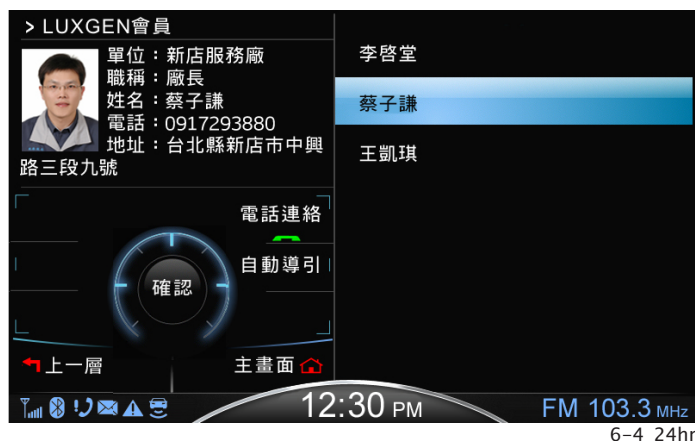 > LUXGEN會員
單位：新店服務廠
職稱：廠長
姓名：蔡子謙
電話：0917293880
地址：台北縣新店市中興
路三段九號
李啓堂
蔡子謙
王凱琪
電話連絡
自動導引
確認
上一層
主畫面
12:30 PM
FM 103.3 MHz
6-4 24hr